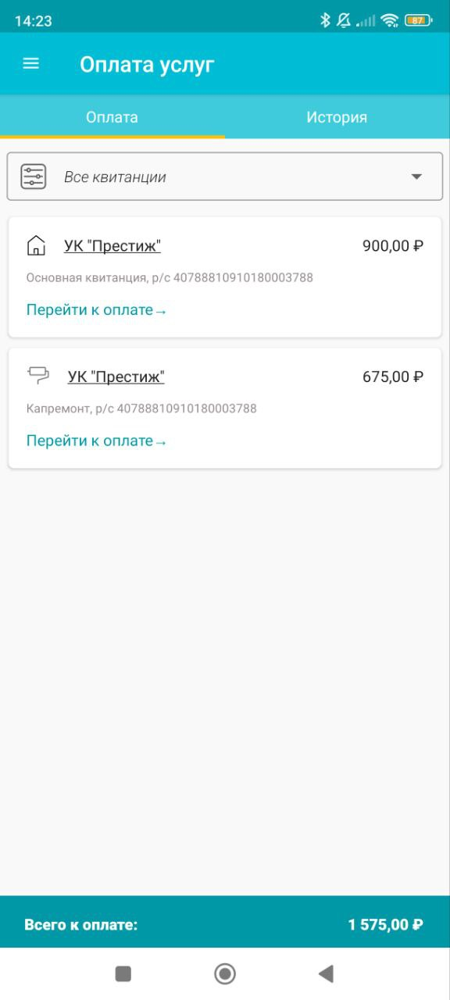 14:23
87
Оплата услуг
Оплата
История
Все квитанции
УК "Престиж"
900,00 ₽
Основная квитанция, р/с 40788810910180003788
Перейти к оплате→
УК "Престиж"
675,00 ₽
Капремонт, р/с 40788810910180003788
Перейти к оплате→
Всего к оплате:
1 575,00 ₽